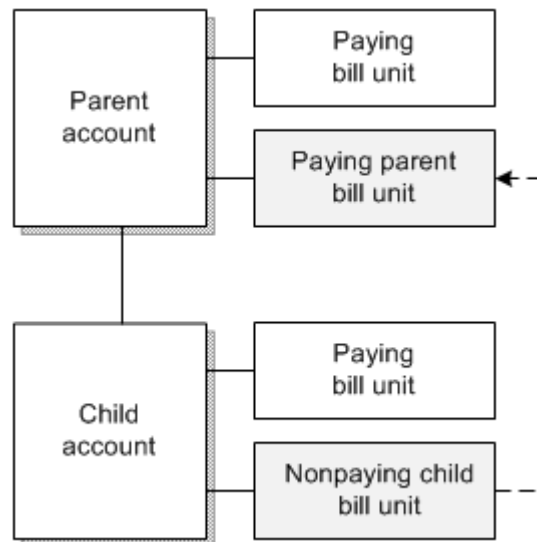 Parent
account
Paying
bill unit
Paying parent
bill unit
Child
account
Paying
bill unit
Nonpaying child
bill unit